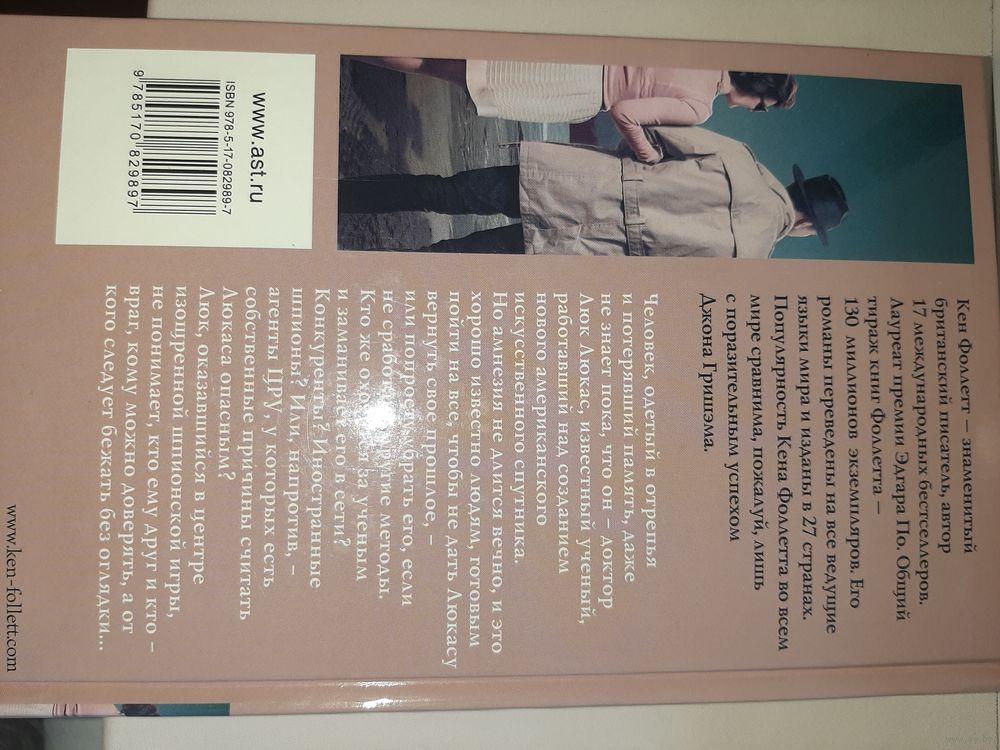 Кен Фоллетт – знаменитый
британский писатель, автор
17 международных бестселлеров.
Лауреат премии Эдгара По. Общий
тираж книг Фоллетта –
130 миллионов экземпляров. Его
романы переведены на все ведущие
языки мира и изданы в 27 странах.
Популярность Кена Фоллетта во всем
мире сравнима, пожалуй, лишь
с поразительным успехом
Джона Гришэма.
Человек, одетый в отрепья
и потерявший память, даже
не знает пока, что он – доктор
Люк Люкас, известный ученый,
работавший над созданием
нового американского
искусственного спутника.
Но амнезия не длится вечно, и это
хорошо известно людям, готовым
пойти на все, чтобы не дать Люкасу
вернуть свое прошлое, –
или попросту убрать его, если
не сработают другие методы.
Кто же охотится на ученым
и заманивает его в сети?
Конкуренты? Иностранные
шпионы? Или, напротив, –
агенты ЦРУ, у которых есть
собственные причины считать
Люкаса опасным?
Люк, оказавшийся в центре
изощренной шпионской игры,
не понимает, кто ему друг и кто –
враг, кому можно доверять, а от
кого следует бежать без оглядки...
www.ast.ru
ISBN 978-5-17-082989-7
9 785170 829897
www.ken-follett.com